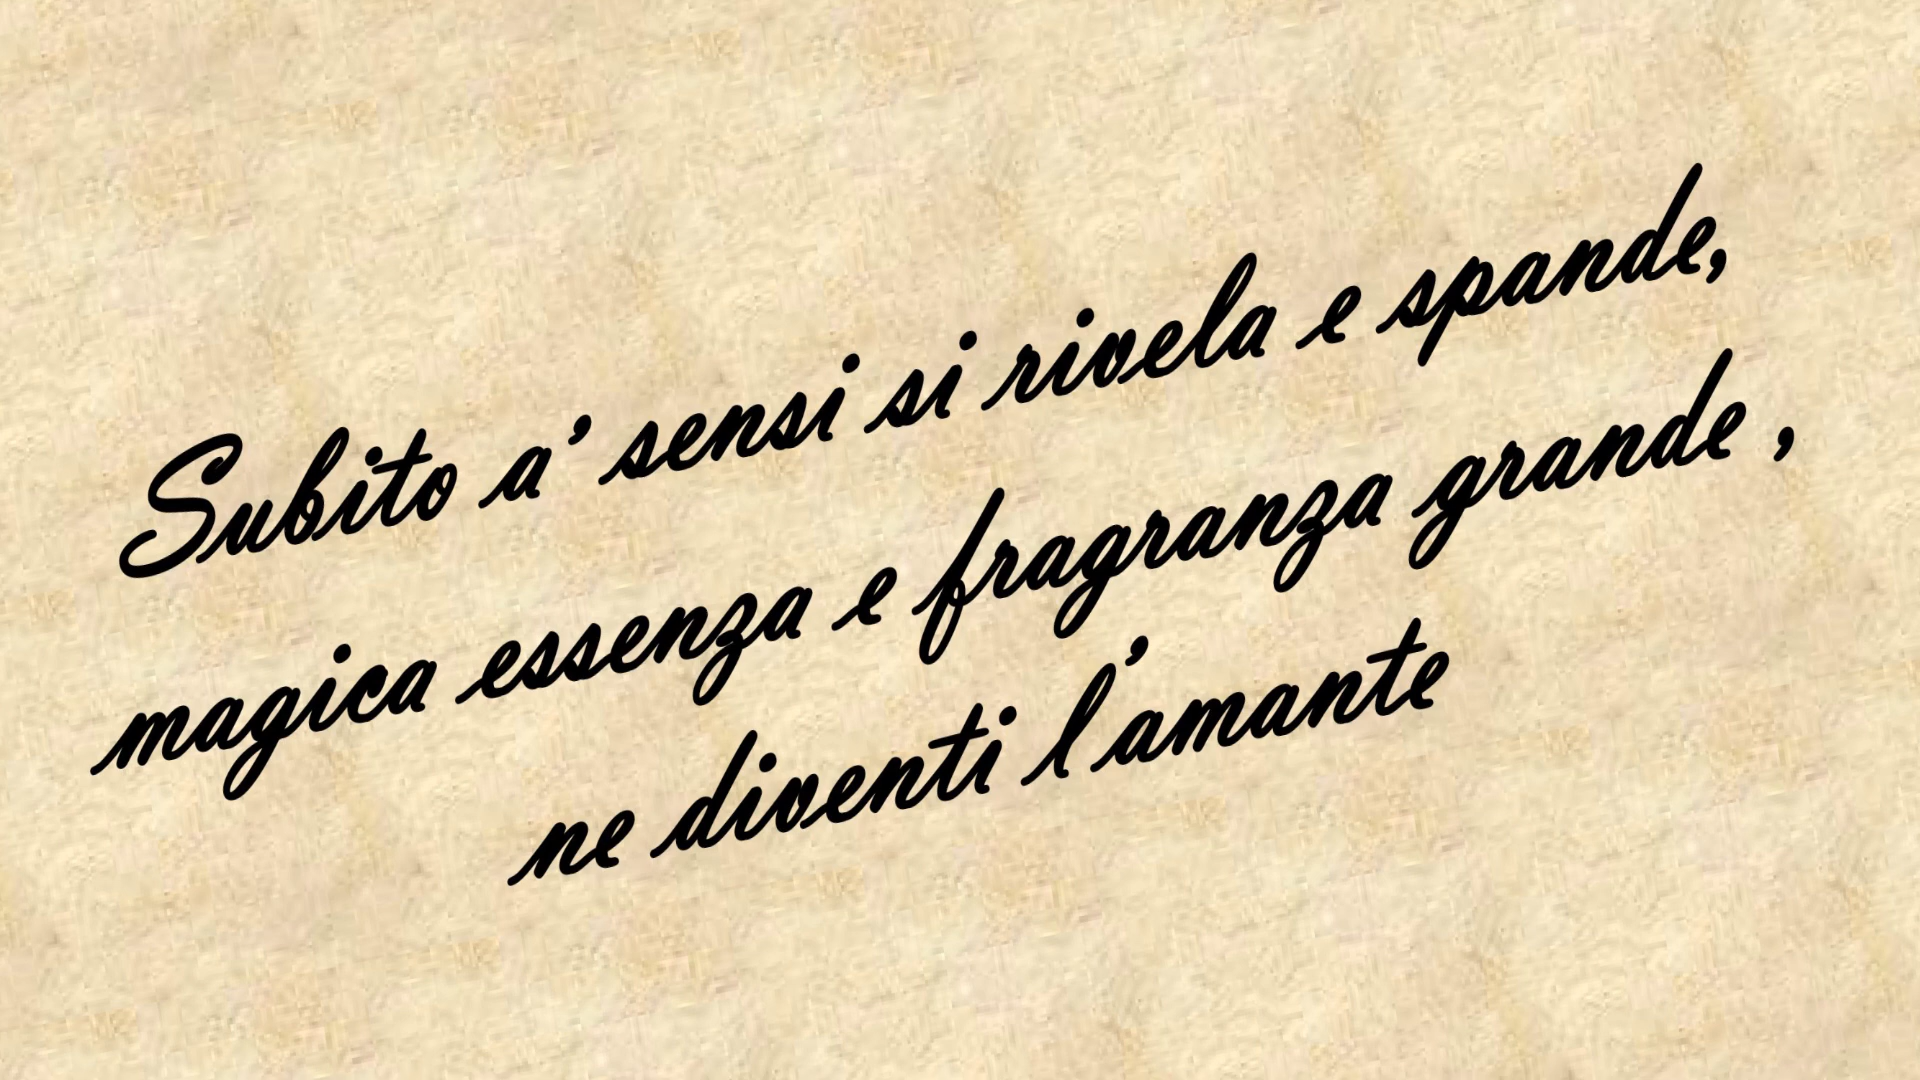 Subito a' sensi si rivela e spande,
magica essenza e fragranza grande ,
ne diventi l'amante